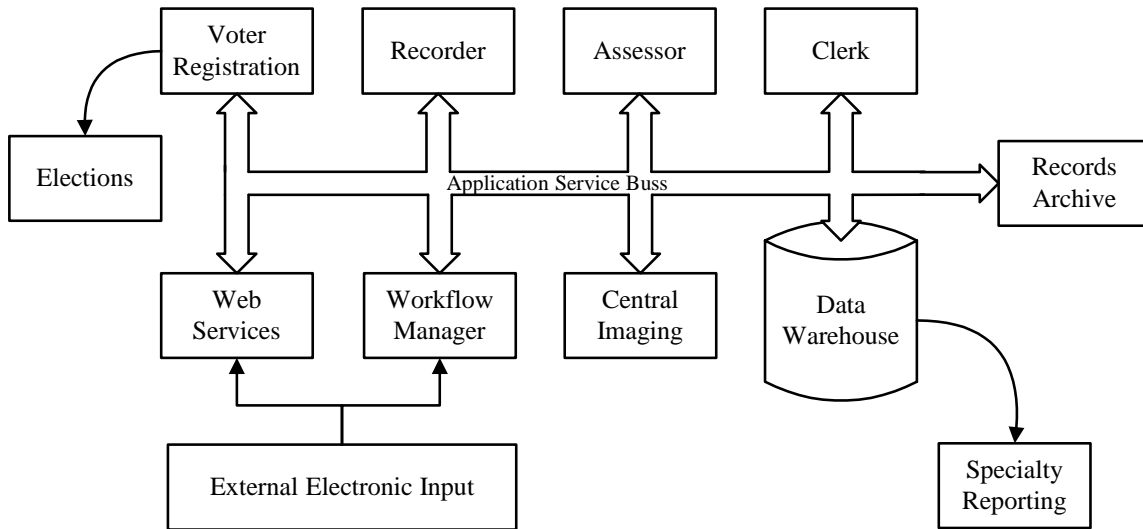 Voter
Registration
Recorder
Assessor
Clerk
Elections
Application Service Buss
Records
Archive
Web
Services
Workflow
Manager
Central
Imaging
Data
Warehouse
External Electronic Input
Specialty
Reporting